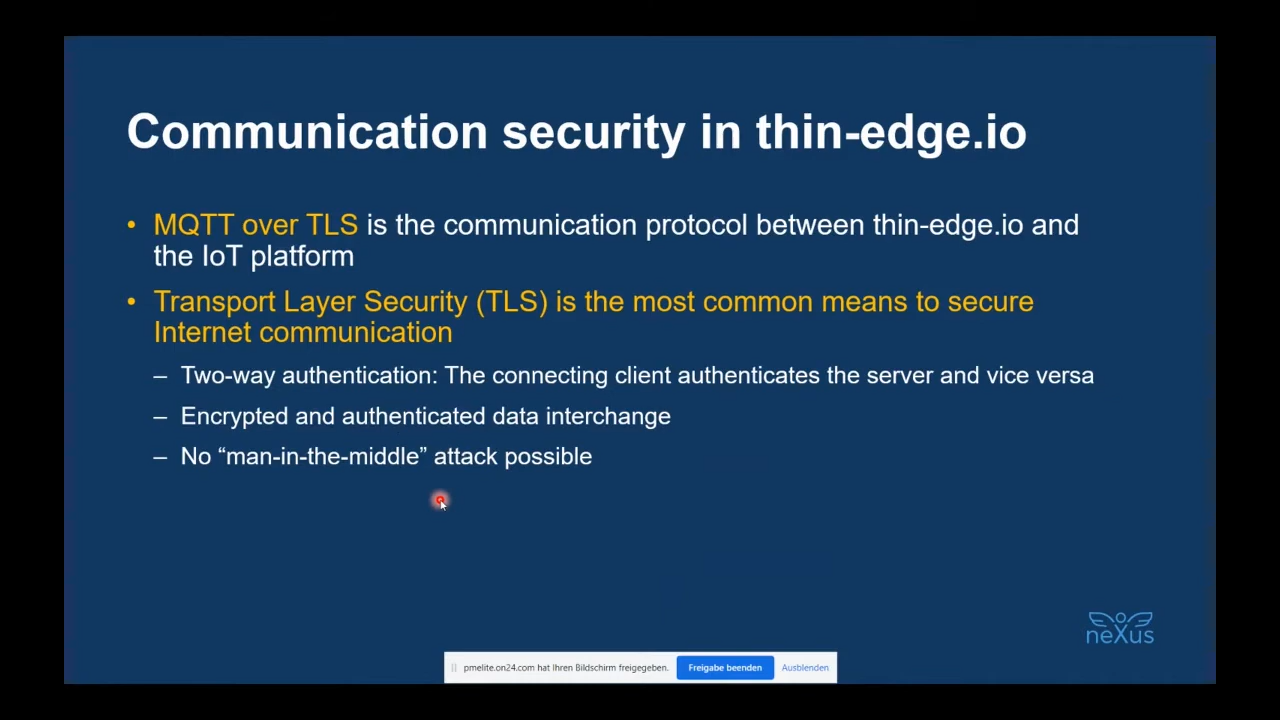 Communication security in thin-edge.io
• MQTT over TLS is the communication protocol between thin-edge.io and
the IoT platform
• Transport Layer Security (TLS) is the most common means to secure
Internet communication
– Two-way authentication: The connecting client authenticates the server and vice versa
– Encrypted and authenticated data interchange
– No “man-in-the-middle” attack possible
neXus
pmelite.on24.com hat Ihren Bildschirm freigegeben. Freigabe beenden Ausblenden